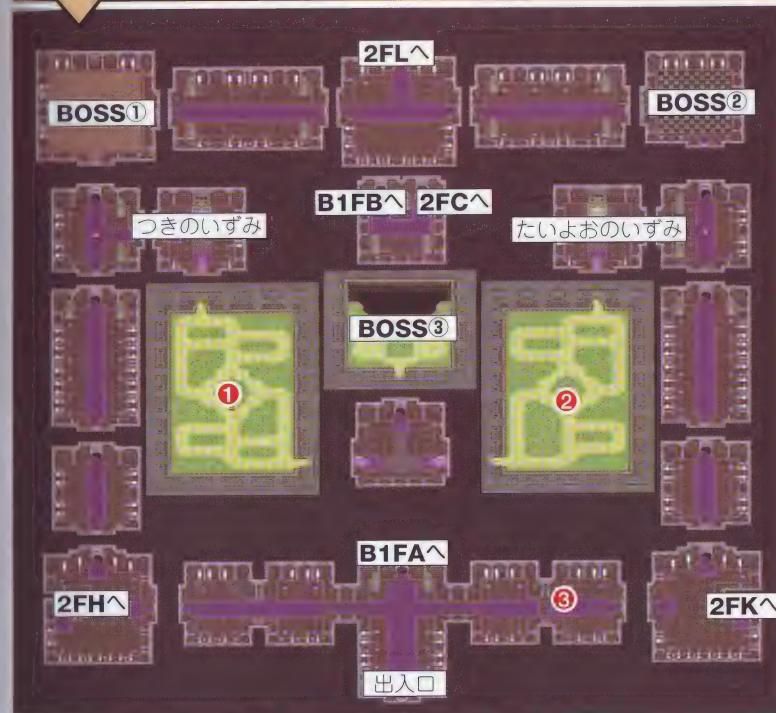 2FLへ
BOSS①
BOSS②
B1FBへ 2FCへ
つきのいずみ
たいよおのいずみ
BOSS③
❶
❷
B1FAへ
2FHへ
❸
2FKへ
出入口